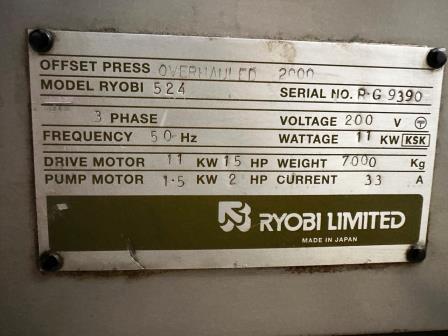 OFFSET PRESS OVERHAULED 2000
MODEL RYOBI 524 SERIAL NO. R-G 9390
3 PHASE VOLTAGE 200 V T
FREQUENCY 50 Hz WATTAGE 11 KW KSK
DRIVE MOTOR 11 KW 15 HP WEIGHT 7000 Kg
PUMP MOTOR 1.5 KW 2 HP CURRENT 33 A
RYOBI LIMITED
MADE IN JAPAN